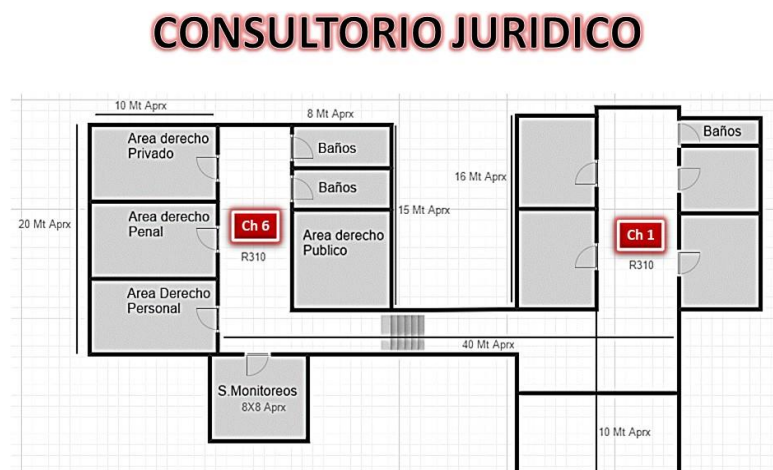 CONSULTORIO JURIDICO
10 Mt Aprx
8 Mt Aprx
Area derecho
Privado
Baños
Baños
Baños
16 Mt Aprx
15 Mt Aprx
20 Mt Aprx
Area derecho
Penal
Ch 6
R310
Area derecho
Publico
Ch 1
R310
Area Derecho
Personal
40 Mt Aprx
S.Monitoreos
8X8 Aprx
10 Mt Aprx